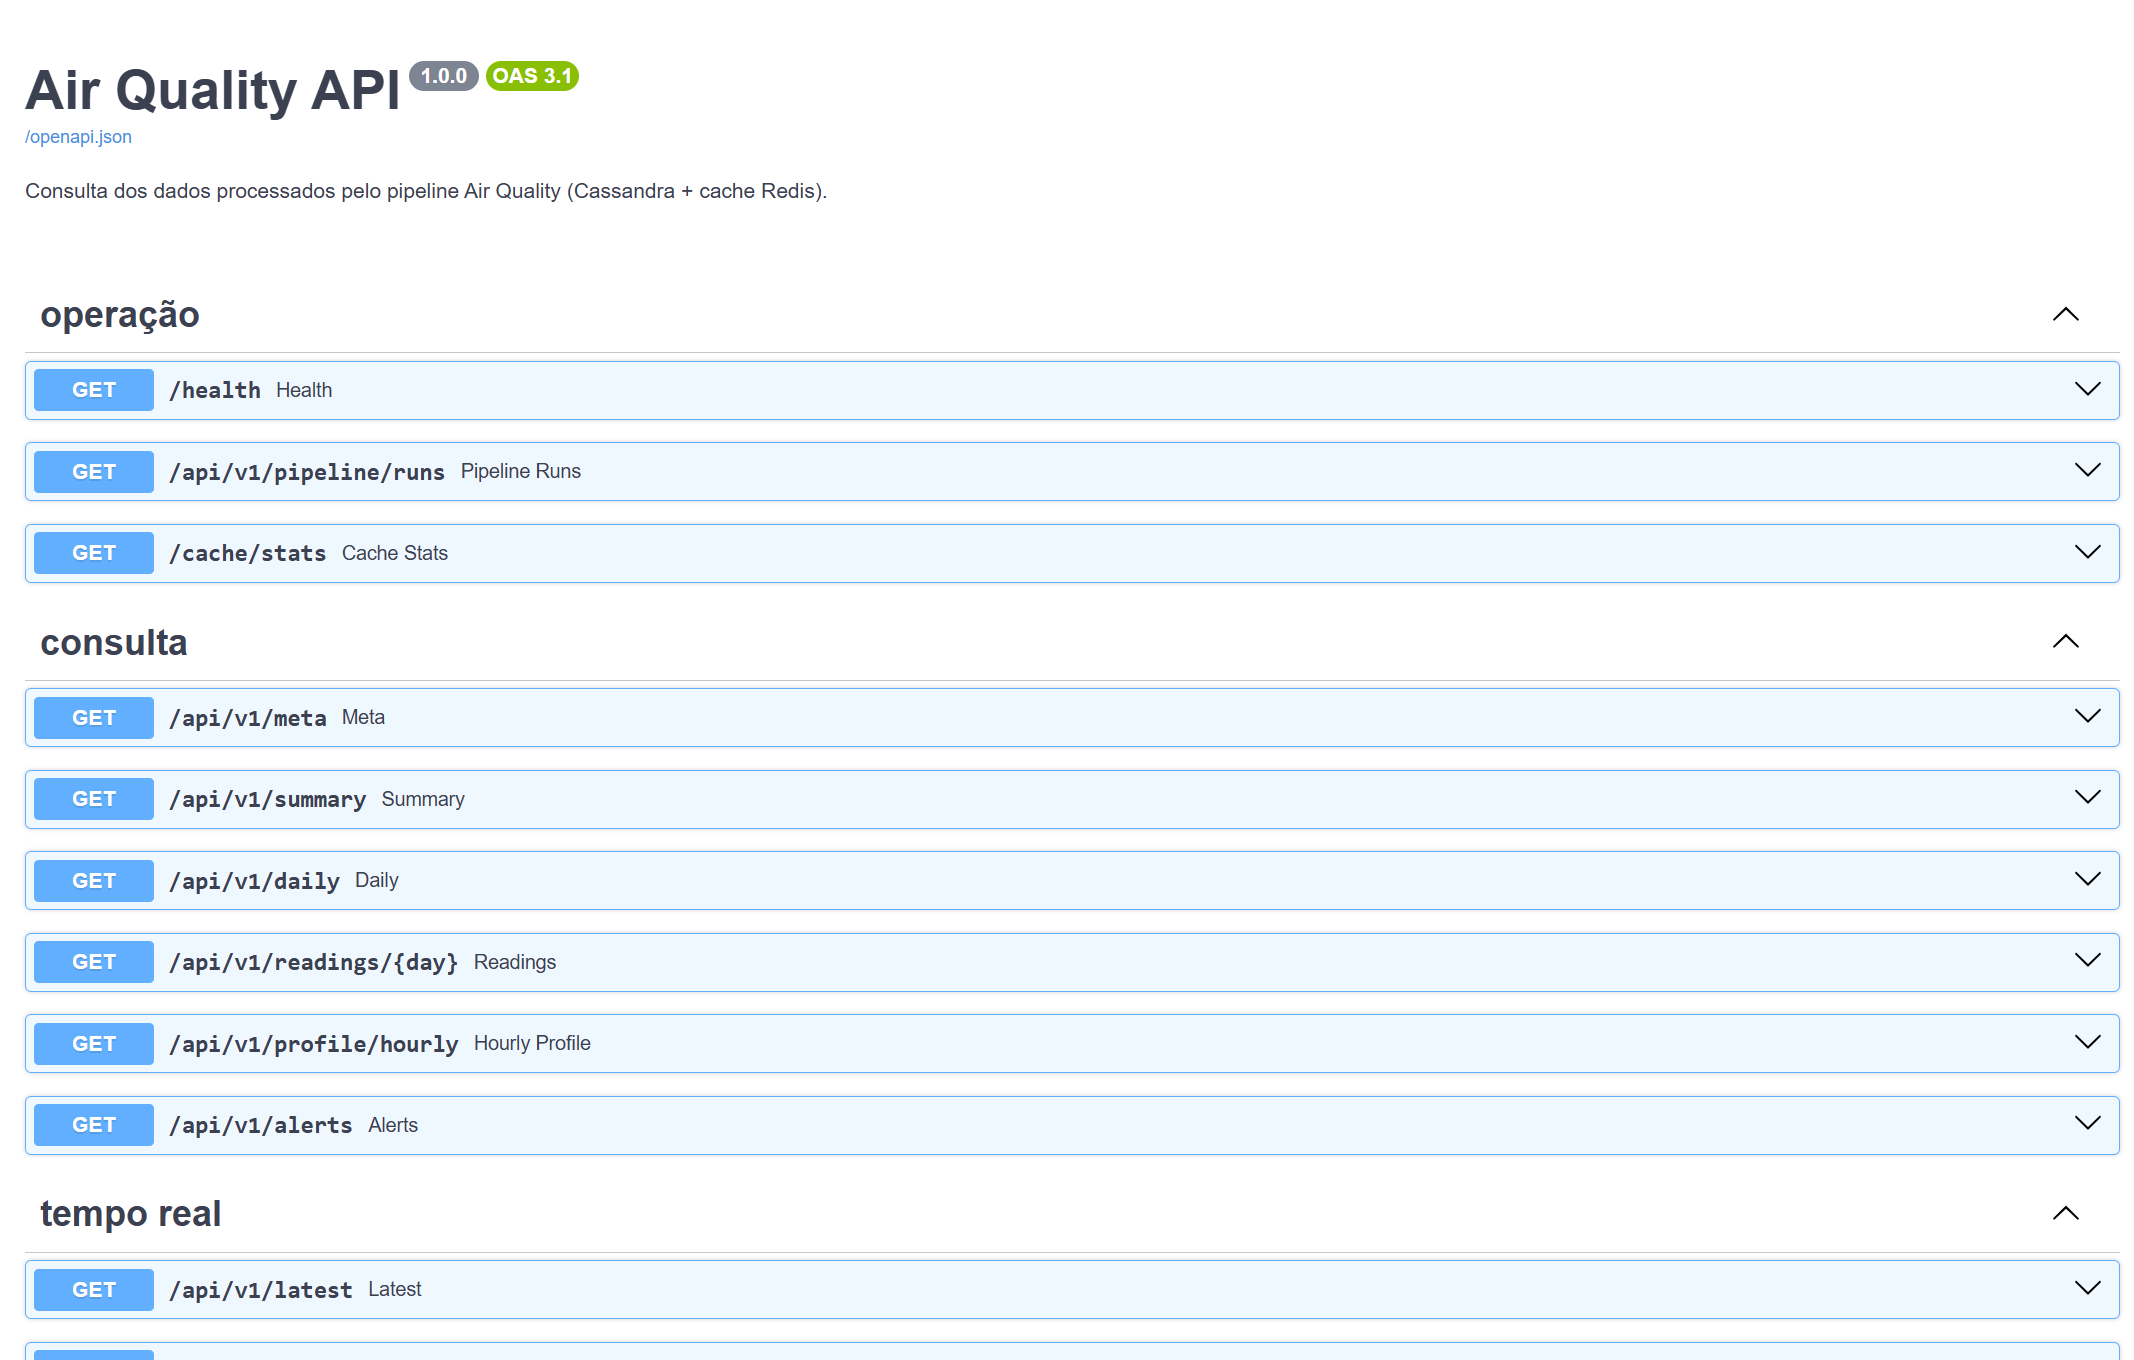 Air Quality API 1.0.0 OAS 3.1
/openapi.json
Consulta dos dados processados pelo pipeline Air Quality (Cassandra + cache Redis).
operação
GET /health Health
GET /api/v1/pipeline/runs Pipeline Runs
GET /cache/stats Cache Stats
consulta
GET /api/v1/meta Meta
GET /api/v1/summary Summary
GET /api/v1/daily Daily
GET /api/v1/readings/{day} Readings
GET /api/v1/profile/hourly Hourly Profile
GET /api/v1/alerts Alerts
tempo real
GET /api/v1/latest Latest